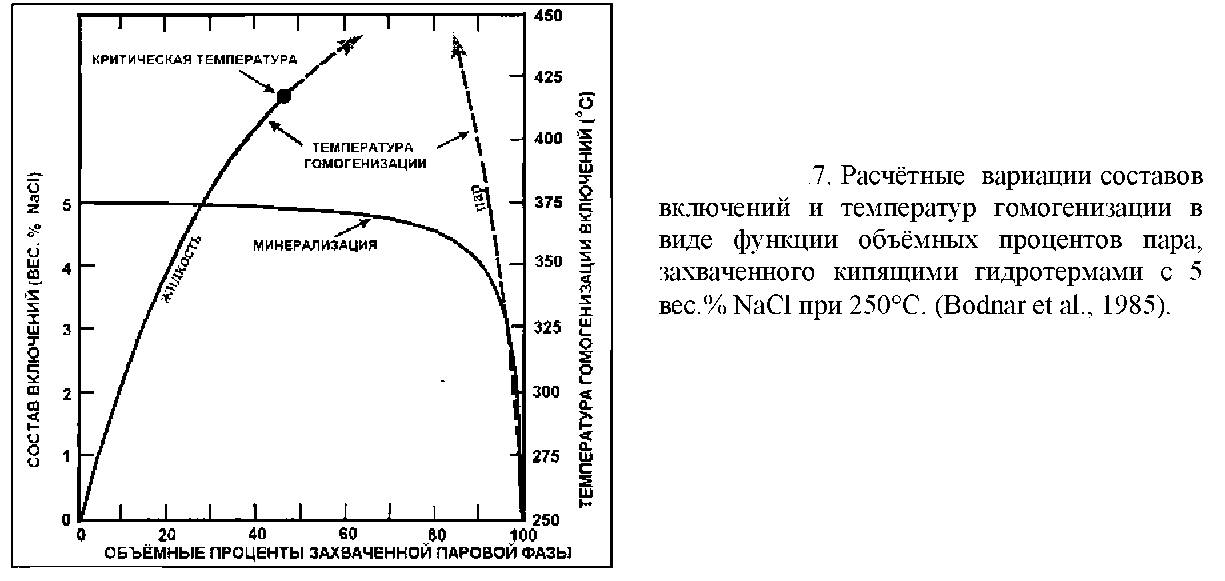 450
425
400
375
350
325
300
275
250
ТЕМПЕРАТУРА ГОМОГЕНИЗАЦИИ ВКЛЮЧЕНИЙ (°C)
КРИТИЧЕСКАЯ ТЕМПЕРАТУРА
ТЕМПЕРАТУРА
ГОМОГЕНИЗАЦИИ
МИНЕРАЛИЗАЦИЯ
ЖИДКОСТЬ
ПАР
СОСТАВ ВКЛЮЧЕНИЙ (ВЕС. % NaCl)
5
4
3
2
1
0
0 20 40 60 80 100
ОБЪЁМНЫЕ ПРОЦЕНТЫ ЗАХВАЧЕННОЙ ПАРОВОЙ ФАЗЫ
.7. Расчётные вариации составов
включений и температур гомогенизации в
виде функции объёмных процентов пара,
захваченного кипящими гидротермами с 5
вес.% NaCl при 250°С. (Bodnar et al., 1985).